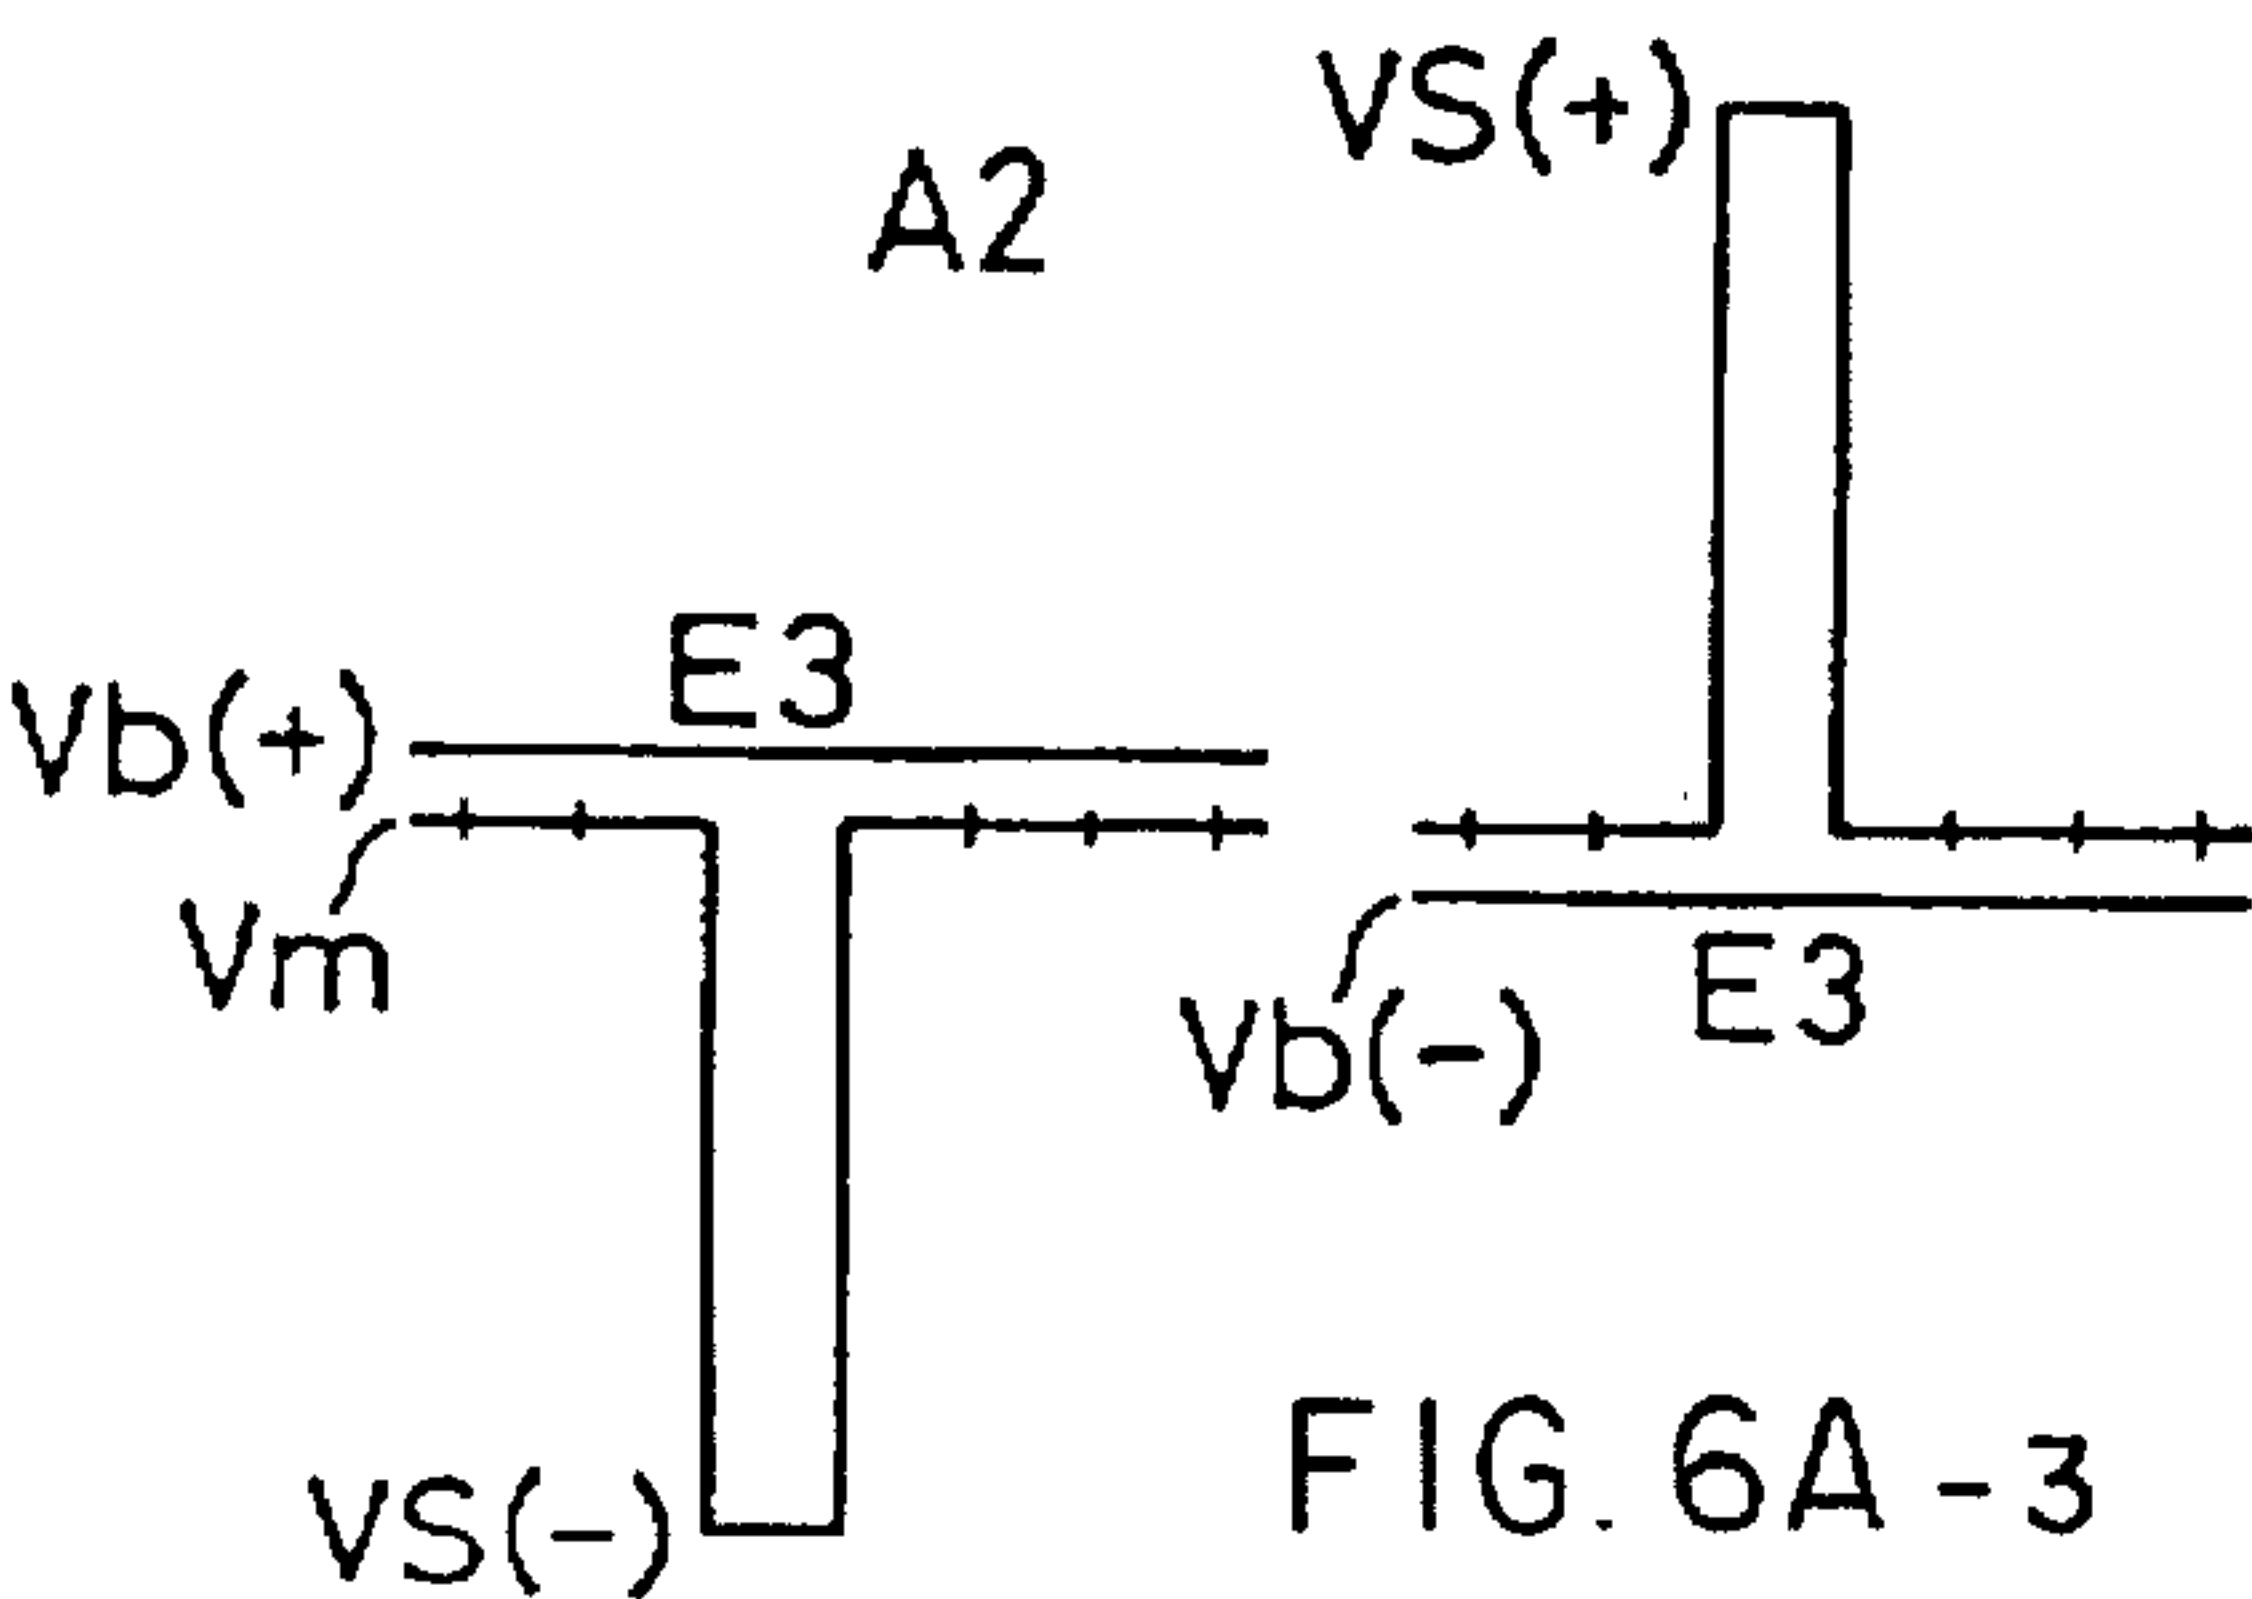 VS(+)
A2
E3
Vb(+)
Vm
E3
Vb(-)
VS(-)
FIG. 6A-3